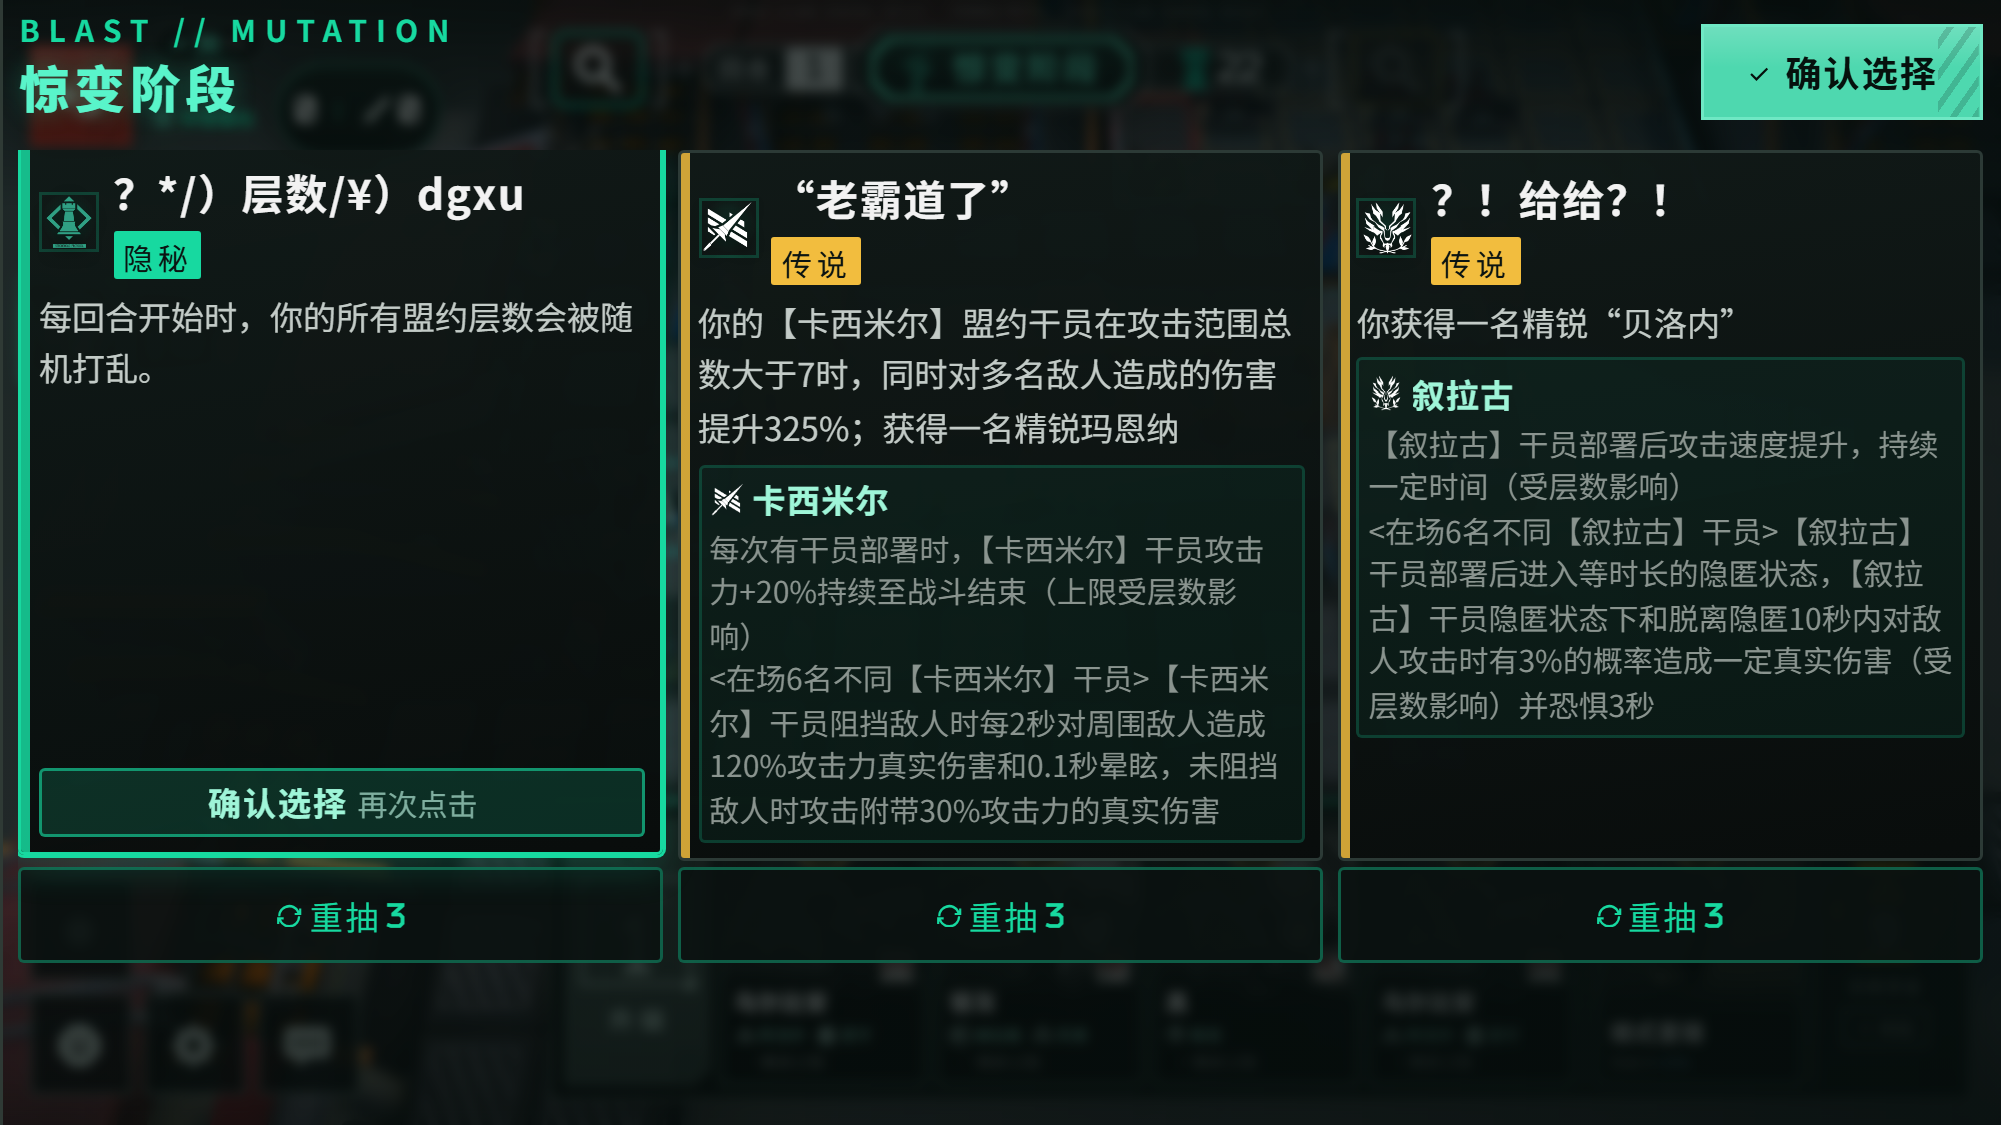 BLAST // MUTATION
惊变阶段
确认选择
？*/）层数/¥）dgxu
隐秘
每回合开始时，你的所有盟约层数会被随
机打乱。
确认选择 再次点击
重抽3
“老霸道了”
传说
你的【卡西米尔】盟约干员在攻击范围总
数大于7时，同时对多名敌人造成的伤害
提升325%；获得一名精锐玛恩纳
卡西米尔
每次有干员部署时，【卡西米尔】干员攻击
力+20%持续至战斗结束（上限受层数影
响）
<在场6名不同【卡西米尔】干员>【卡西米
尔】干员阻挡敌人时每2秒对周围敌人造成
120%攻击力真实伤害和0.1秒晕眩，未阻挡
敌人时攻击附带30%攻击力的真实伤害
重抽3
？！给给？！
传说
你获得一名精锐“贝洛内”
叙拉古
【叙拉古】干员部署后攻击速度提升，持续
一定时间（受层数影响）
<在场6名不同【叙拉古】干员>【叙拉古】
干员部署后进入等时长的隐匿状态，【叙拉
古】干员隐匿状态下和脱离隐匿10秒内对敌
人攻击时有3%的概率造成一定真实伤害（受
层数影响）并恐惧3秒
重抽3